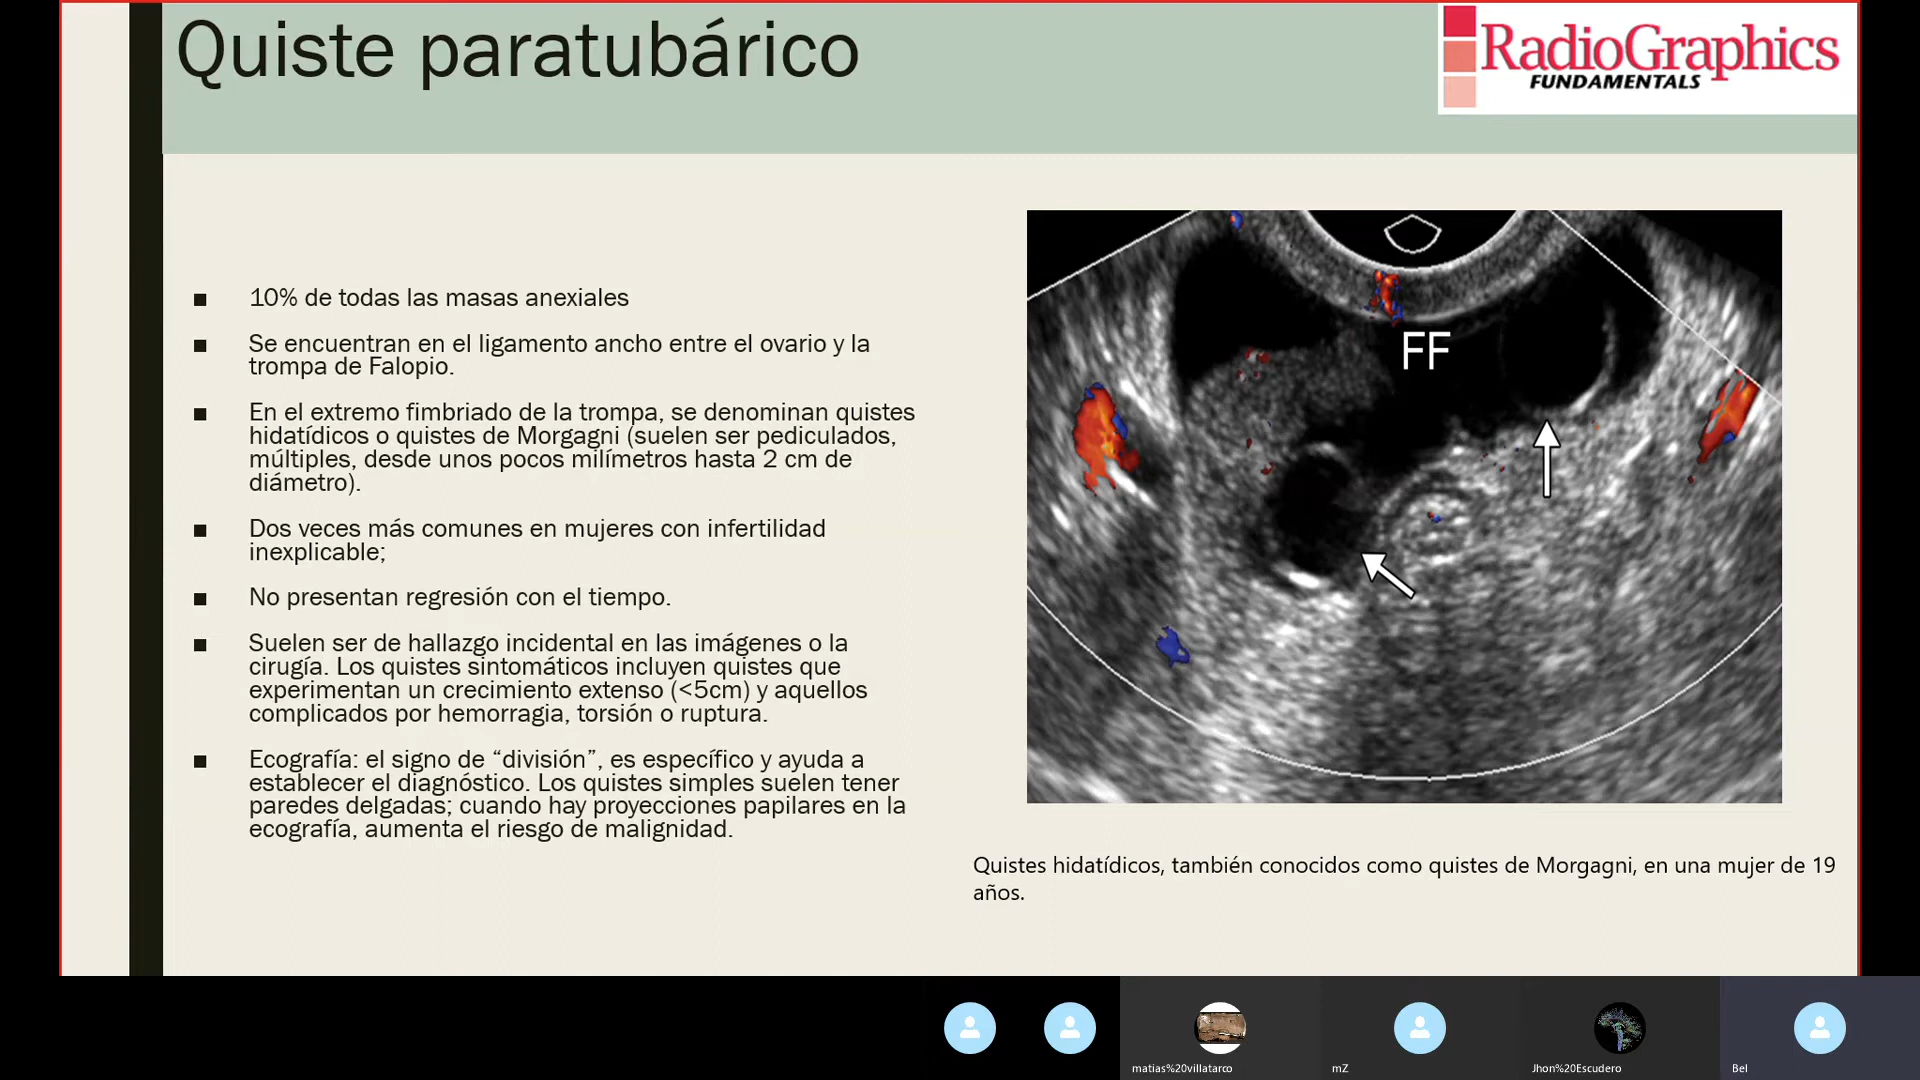 Quiste paratubárico
RadioGraphics
FUNDAMENTALS
■ 10% de todas las masas anexiales
■ Se encuentran en el ligamento ancho entre el ovario y la
trompa de Falopio.
■ En el extremo fimbriado de la trompa, se denominan quistes
hidatídicos o quistes de Morgagni (suelen ser pediculados,
múltiples, desde unos pocos milímetros hasta 2 cm de
diámetro).
■ Dos veces más comunes en mujeres con infertilidad
inexplicable;
■ No presentan regresión con el tiempo.
■ Suelen ser de hallazgo incidental en las imágenes o la
cirugía. Los quistes sintomáticos incluyen quistes que
experimentan un crecimiento extenso (<5cm) y aquellos
complicados por hemorragia, torsión o ruptura.
■ Ecografía: el signo de “división”, es específico y ayuda a
establecer el diagnóstico. Los quistes simples suelen tener
paredes delgadas; cuando hay proyecciones papilares en la
ecografía, aumenta el riesgo de malignidad.
FF
Quistes hidatídicos, también conocidos como quistes de Morgagni, en una mujer de 19
años.
matias%20villatarco
mZ
Jhon%20Escudero
Bel